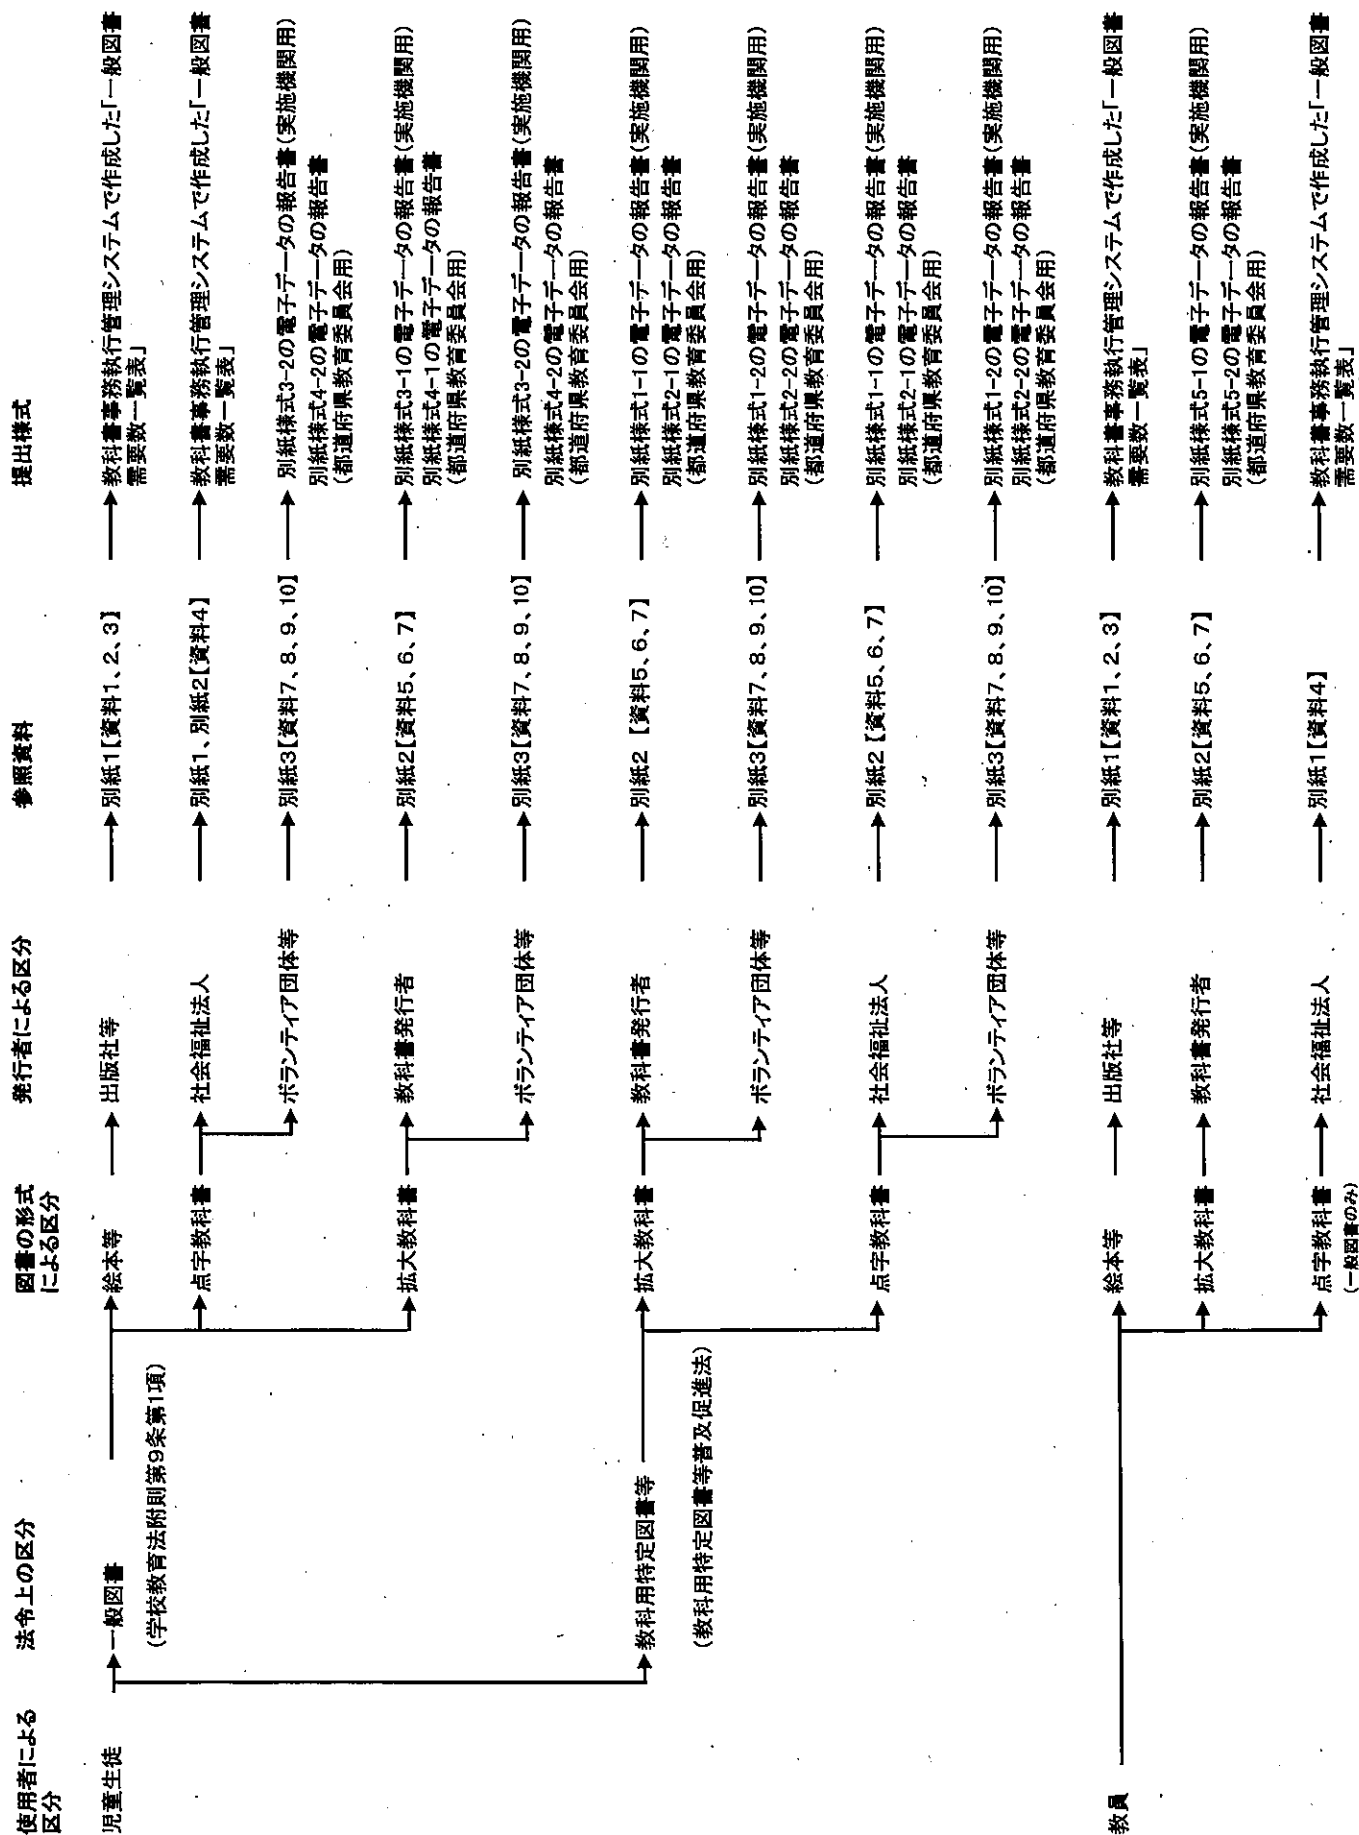 使用者による
区分
法令上の区分
図書の形式
による区分
発行者による区分
参照資料
提出様式
児童生徒
一般図書
(学校教育法附則第9条第1項)
絵本等
出版社等
別紙1【資料1、2、3】
教科書事務執行管理システムで作成した「一般図書
需要数一覧表」
点字教科書
社会福祉法人
別紙1、別紙2【資料4】
教科書事務執行管理システムで作成した「一般図書
需要数一覧表」
ボランティア団体等
別紙3【資料7、8、9、10】
別紙様式3-2の電子データの報告書(実施機関用)
別紙様式4-2の電子データの報告書
(都道府県教育委員会用)
拡大教科書
教科書発行者
別紙2【資料5、6、7】
別紙様式3-1の電子データの報告書(実施機関用)
別紙様式4-1の電子データの報告書
(都道府県教育委員会用)
ボランティア団体等
別紙3【資料7、8、9、10】
別紙様式3-2の電子データの報告書(実施機関用)
別紙様式4-2の電子データの報告書
(都道府県教育委員会用)
教科用特定図書等
(教科用特定図書等普及促進法)
拡大教科書
教科書発行者
別紙2 【資料5、6、7】
別紙様式1-1の電子データの報告書(実施機関用)
別紙様式2-1の電子データの報告書
(都道府県教育委員会用)
ボランティア団体等
別紙3【資料7、8、9、10】
別紙様式1-2の電子データの報告書(実施機関用)
別紙様式2-2の電子データの報告書
(都道府県教育委員会用)
点字教科書
社会福祉法人
別紙2【資料5、6、7】
別紙様式1-1の電子データの報告書(実施機関用)
別紙様式2-1の電子データの報告書
(都道府県教育委員会用)
ボランティア団体等
別紙3【資料7、8、9、10】
別紙様式1-2の電子データの報告書(実施機関用)
別紙様式2-2の電子データの報告書
(都道府県教育委員会用)
教員
絵本等
出版社等
別紙1【資料1、2、3】
教科書事務執行管理システムで作成した「一般図書
需要数一覧表」
拡大教科書
教科書発行者
別紙2【資料5、6、7】
別紙様式5-1の電子データの報告書(実施機関用)
別紙様式5-2の電子データの報告書
(都道府県教育委員会用)
点字教科書
(一般図書のみ)
社会福祉法人
別紙1【資料4】
教科書事務執行管理システムで作成した「一般図書
需要数一覧表」